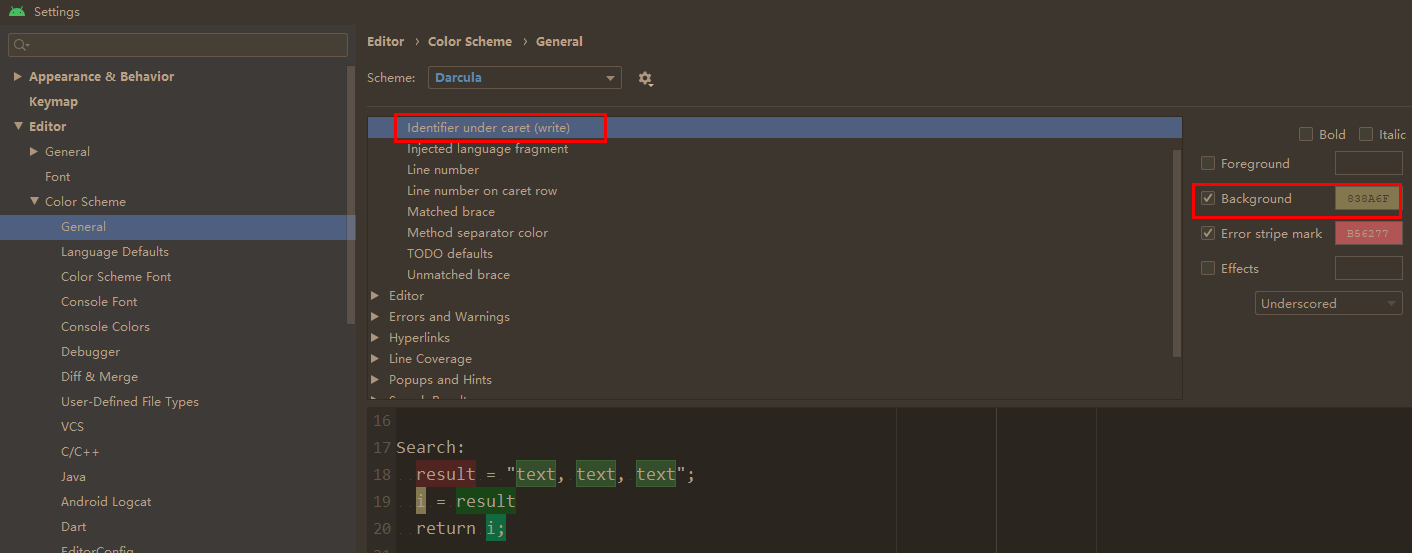 Settings
Appearance & Behavior
Keymap
Editor
General
Font
Color Scheme
General
Language Defaults
Color Scheme Font
Console Font
Console Colors
Debugger
Diff & Merge
User-Defined File Types
VCS
C/C++
Java
Android Logcat
Dart
EditorConfig
Editor › Color Scheme › General
Scheme: Darcula
Identifier under caret (write)
Injected language fragment
Line number
Line number on caret row
Matched brace
Method separator color
TODO defaults
Unmatched brace
Editor
Errors and Warnings
Hyperlinks
Line Coverage
Popups and Hints
Search Results
Bold Italic
Foreground
Background 838A6F
Error stripe mark B56277
Effects
Underscored
16
17 Search:
18 result = "text, text, text";
19 i = result
20 return i;